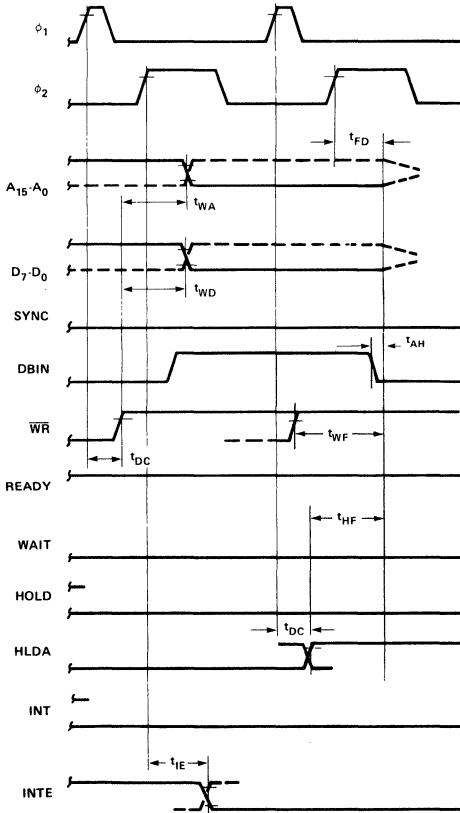 ϕ1
ϕ2
tFD
A15-A0
tWA
D7-D0
tWD
SYNC
tAH
DBIN
WR
tWF
tDC
READY
tHF
WAIT
HOLD
tDC
HLDA
INT
tIE
INTE